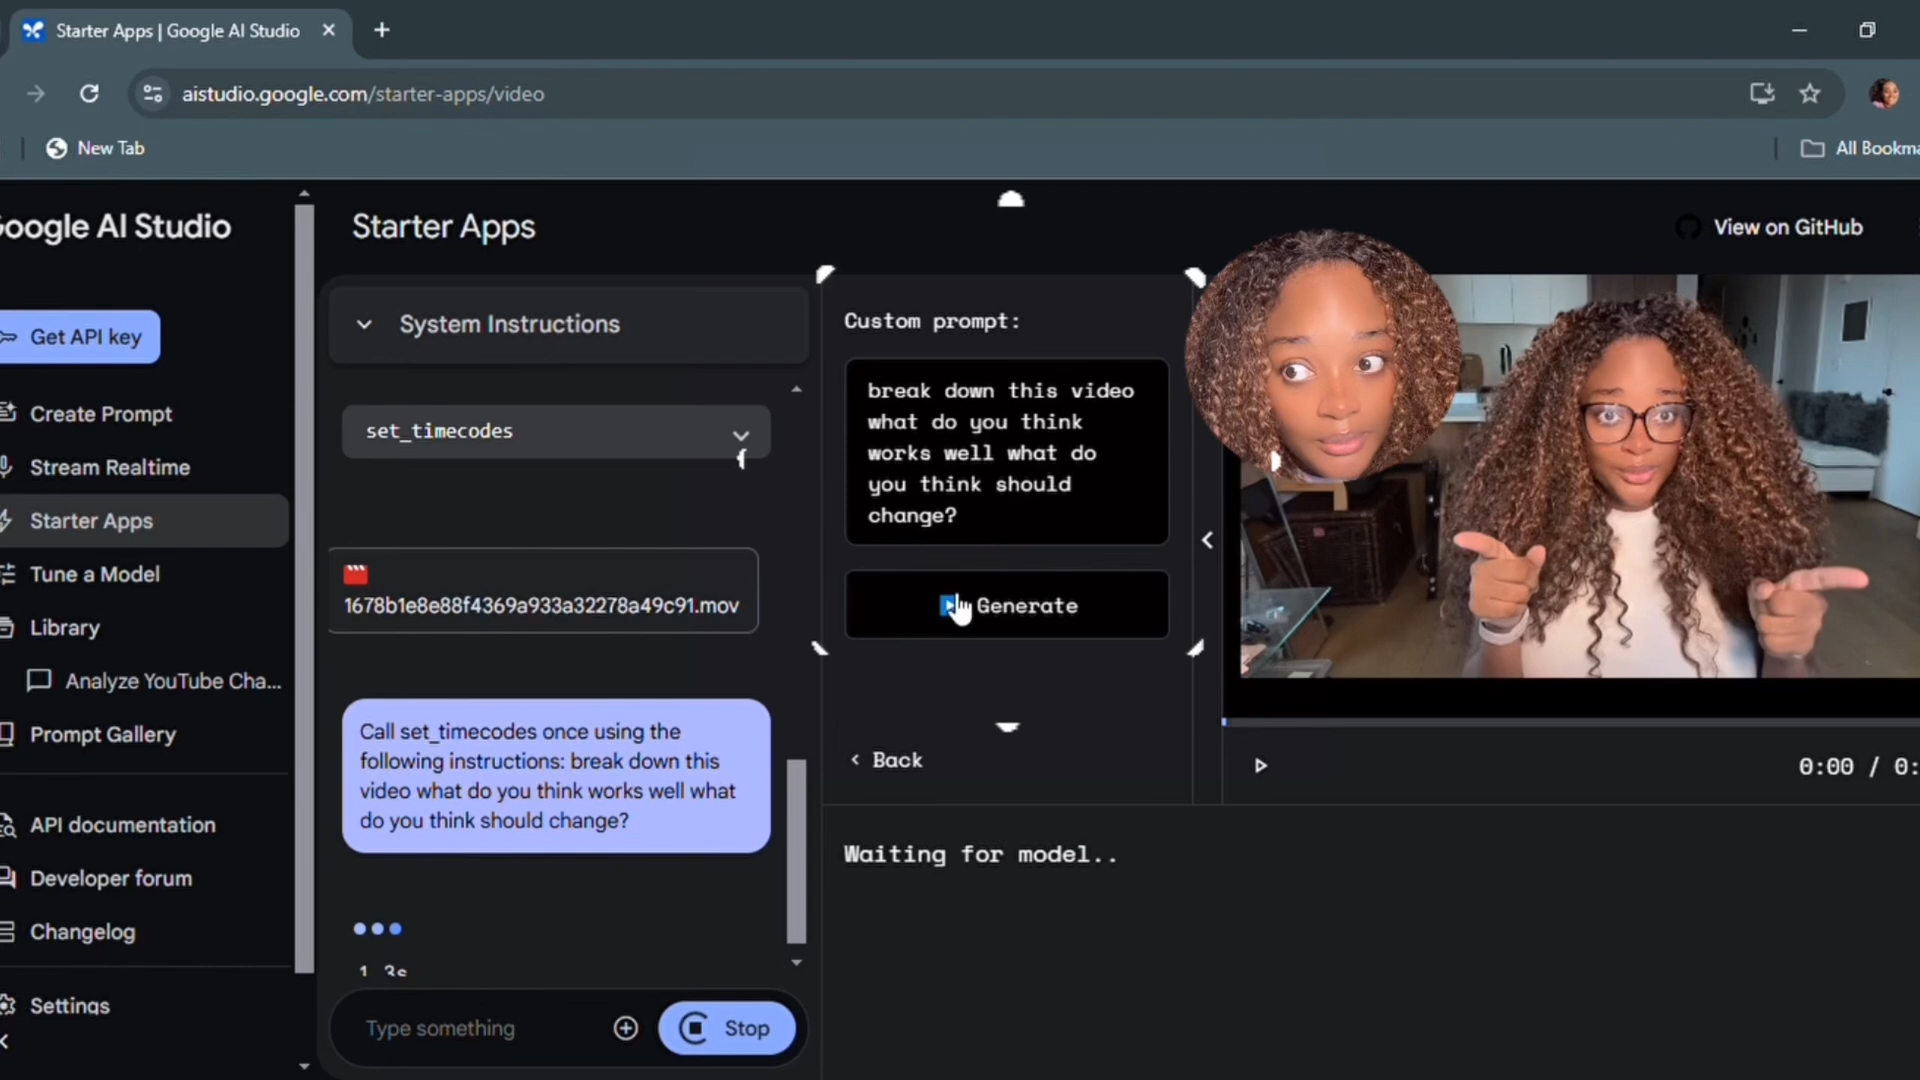 Starter Apps | Google AI Studio
aistudio.google.com/starter-apps/video
New Tab
All Bookma
Google AI Studio
Get API key
Create Prompt
Stream Realtime
Starter Apps
Tune a Model
Library
Analyze YouTube Cha...
Prompt Gallery
API documentation
Developer forum
Changelog
Settings
Starter Apps
View on GitHub
System Instructions
set_timecodes
1678b1e8e88f4369a933a32278a49c91.mov
Call set_timecodes once using the
following instructions: break down this
video what do you think works well what
do you think should change?
1.3s
Type something
Stop
Custom prompt:
break down this video
what do you think
works well what do
you think should
change?
Generate
< Back
Waiting for model..
0:00 / 0: